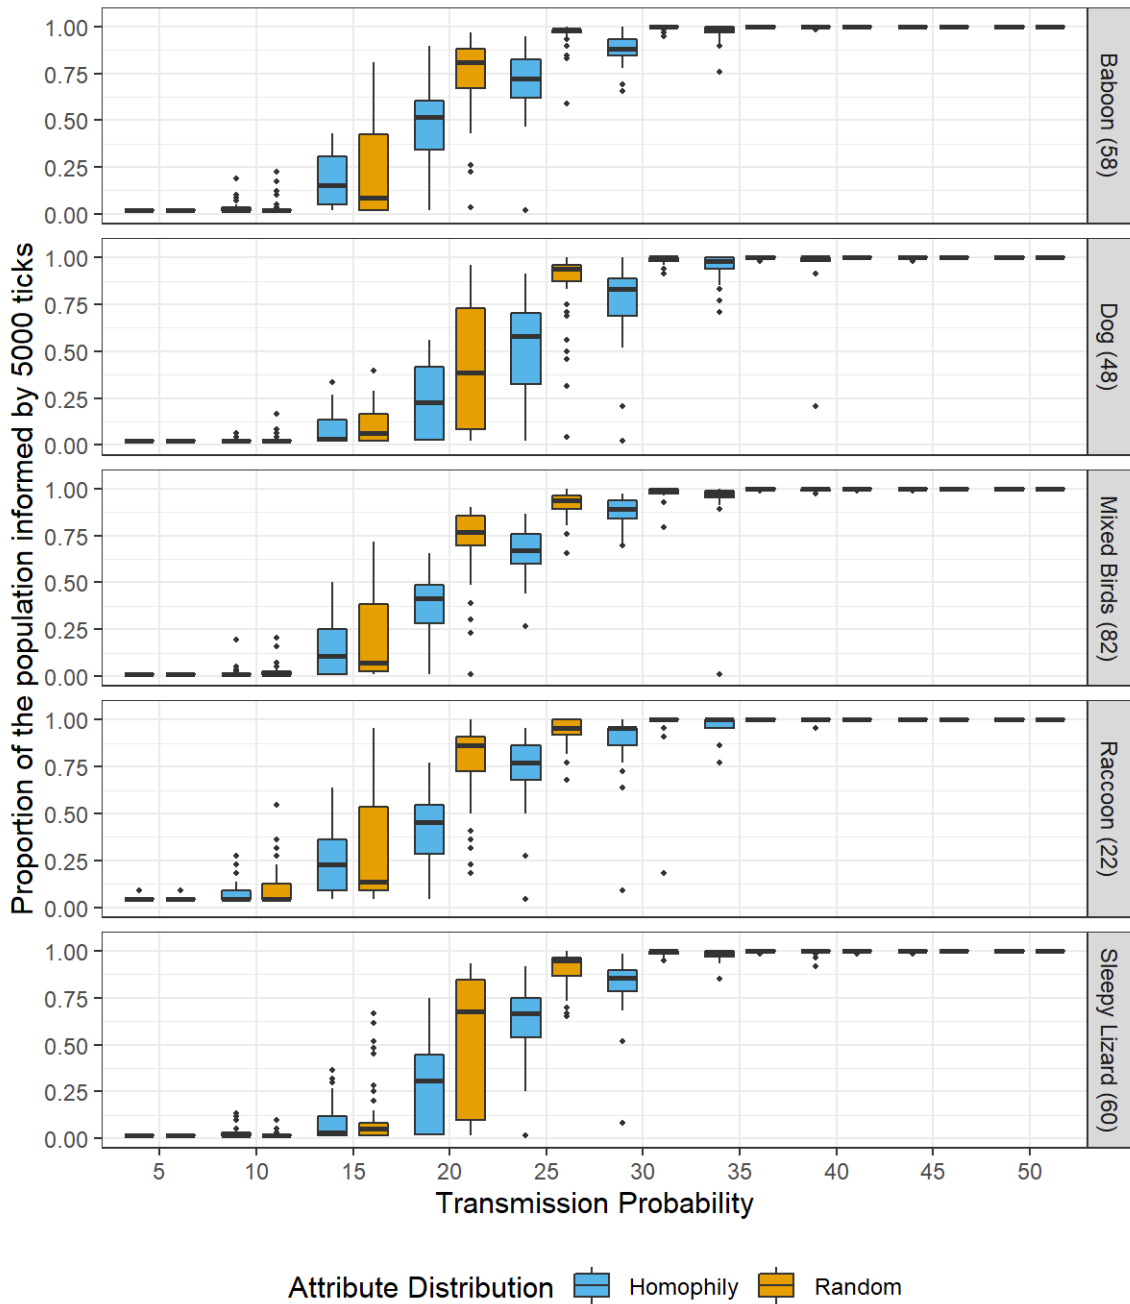 Proportion of the population informed by 5000 ticks
1.00
0.75
0.50
0.25
0.00
Baboon (58)
1.00
0.75
0.50
0.25
0.00
Dog (48)
1.00
0.75
0.50
0.25
0.00
Mixed Birds (82)
1.00
0.75
0.50
0.25
0.00
Raccoon (22)
1.00
0.75
0.50
0.25
0.00
Sleepy Lizard (60)
5 10 15 20 25 30 35 40 45 50
Transmission Probability
Attribute Distribution Homophily Random